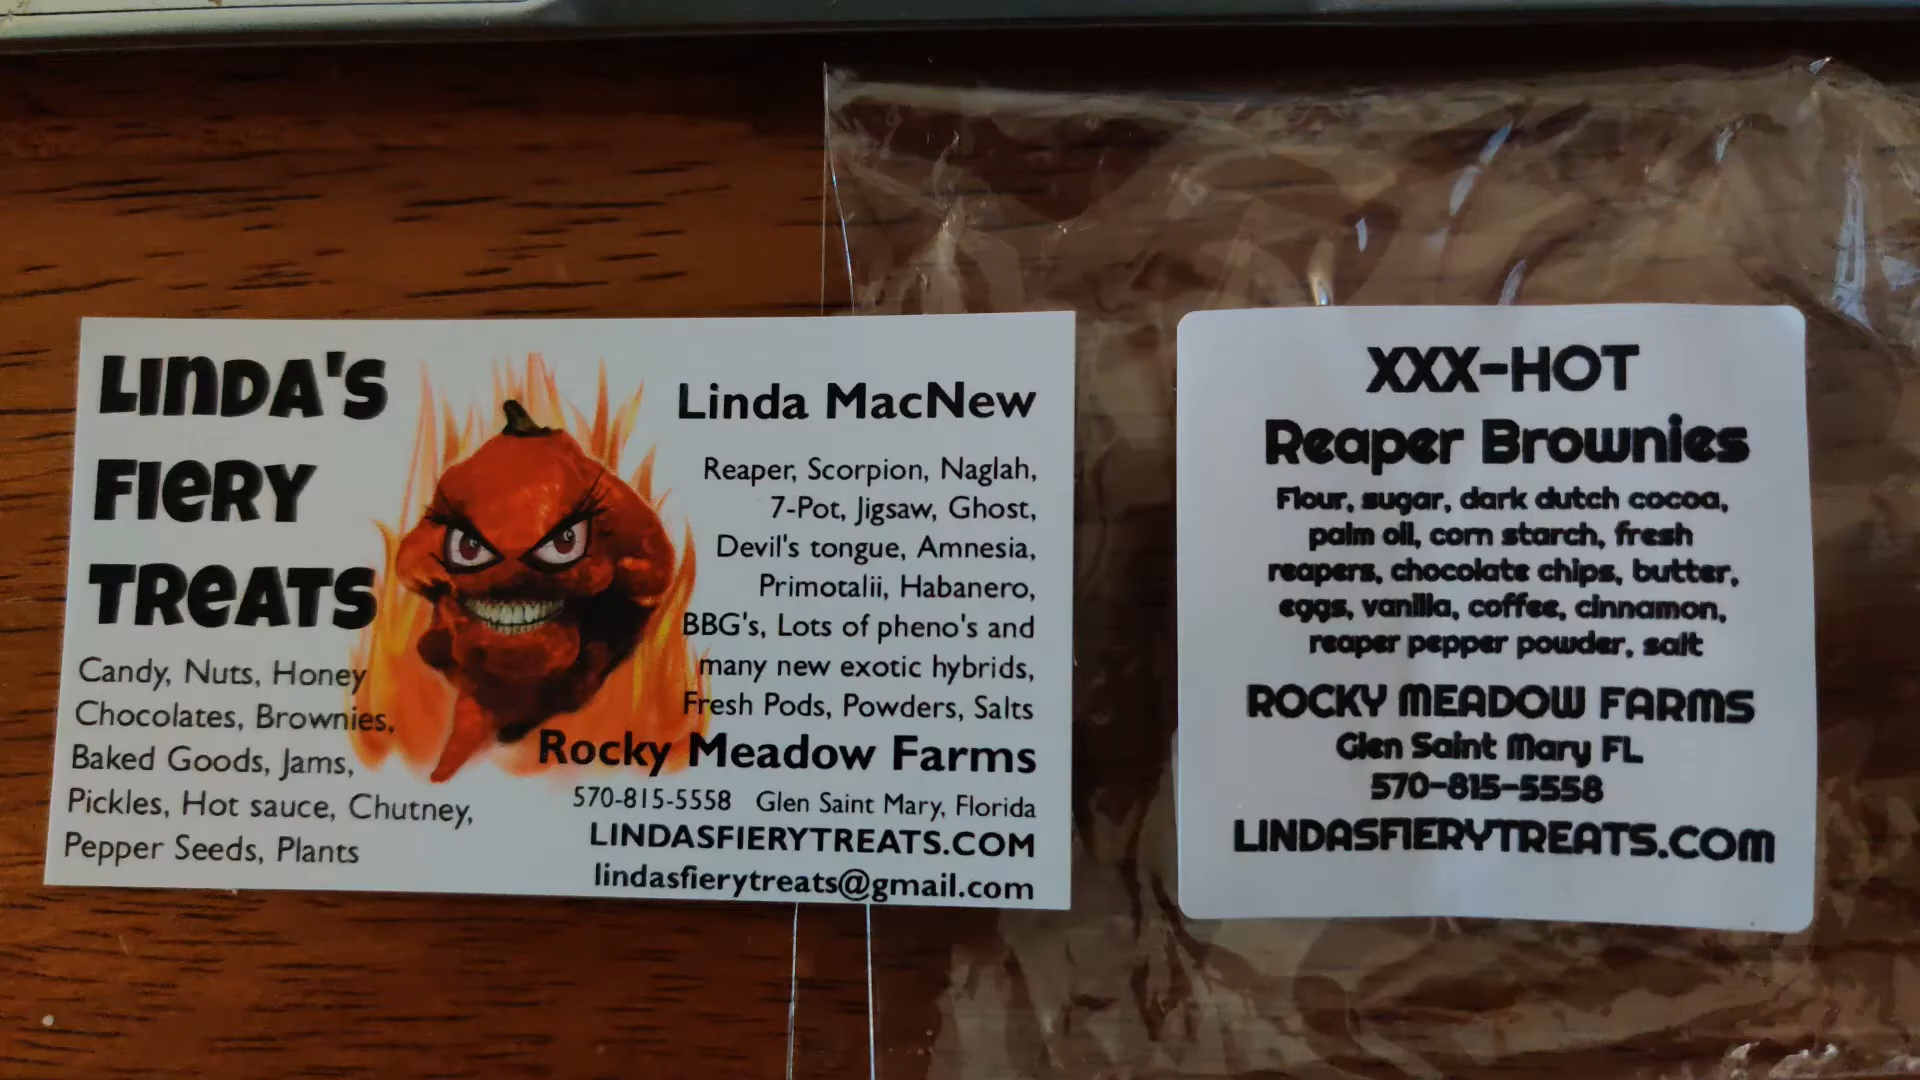 LINDA'S
FIERY
TREATS
Candy, Nuts, Honey
Chocolates, Brownies,
Baked Goods, Jams,
Pickles, Hot sauce, Chutney,
Pepper Seeds, Plants
Linda MacNew
Reaper, Scorpion, Naglah,
7-Pot, Jigsaw, Ghost,
Devil's tongue, Amnesia,
Primotalii, Habanero,
BBG's, Lots of pheno's and
many new exotic hybrids,
Fresh Pods, Powders, Salts
Rocky Meadow Farms
570-815-5558 Glen Saint Mary, Florida
LINDASFIERYTREATS.COM
lindasfierytreats@gmail.com
XXX-HOT
Reaper Brownies
Flour, sugar, dark dutch cocoa,
palm oil, corn starch, fresh
reapers, chocolate chips, butter,
eggs, vanilla, coffee, cinnamon,
reaper pepper powder, salt
ROCKY MEADOW FARMS
Glen Saint Mary FL
570-815-5558
LINDASFIERYTREATS.COM